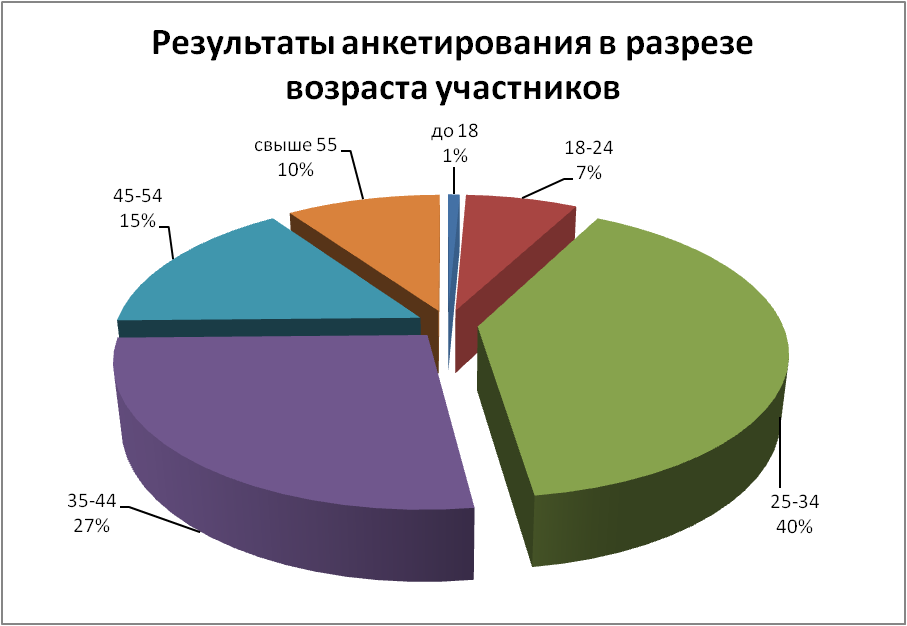 Результаты анкетирования в разрезе
возраста участников
до 18
1%
18-24
7%
25-34
40%
35-44
27%
45-54
15%
свыше 55
10%